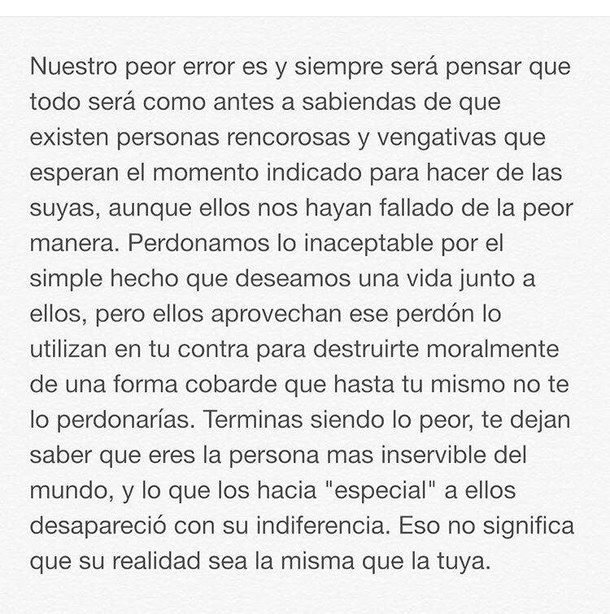 Nuestro peor error es y siempre será pensar que
todo será como antes a sabiendas de que
existen personas rencorosas y vengativas que
esperan el momento indicado para hacer de las
suyas, aunque ellos nos hayan fallado de la peor
manera. Perdonamos lo inaceptable por el
simple hecho que deseamos una vida junto a
ellos, pero ellos aprovechan ese perdón lo
utilizan en tu contra para destruirte moralmente
de una forma cobarde que hasta tu mismo no te
lo perdonarías. Terminas siendo lo peor, te dejan
saber que eres la persona mas inservible del
mundo, y lo que los hacia "especial" a ellos
desapareció con su indiferencia. Eso no significa
que su realidad sea la misma que la tuya.